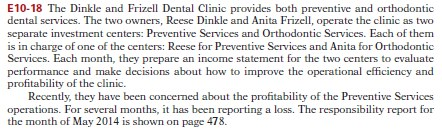 E10-18 The Dinkle and Frizell Dental Clinic provides both preventive and orthodontic
dental services. The two owners, Reese Dinkle and Anita Frizell, operate the clinic as two
separate investment centers: Preventive Services and Orthodontic Services. Each of them
is in charge of one of the centers: Reese for Preventive Services and Anita for Orthodontic
Services. Each month, they prepare an income statement for the two centers to evaluate
performance and make decisions about how to improve the operational efficiency and
profitability of the clinic.
Recently, they have been concerned about the profitability of the Preventive Services
operations. For several months, it has been reporting a loss. The responsibility report for
the month of May 2014 is shown on page 478.